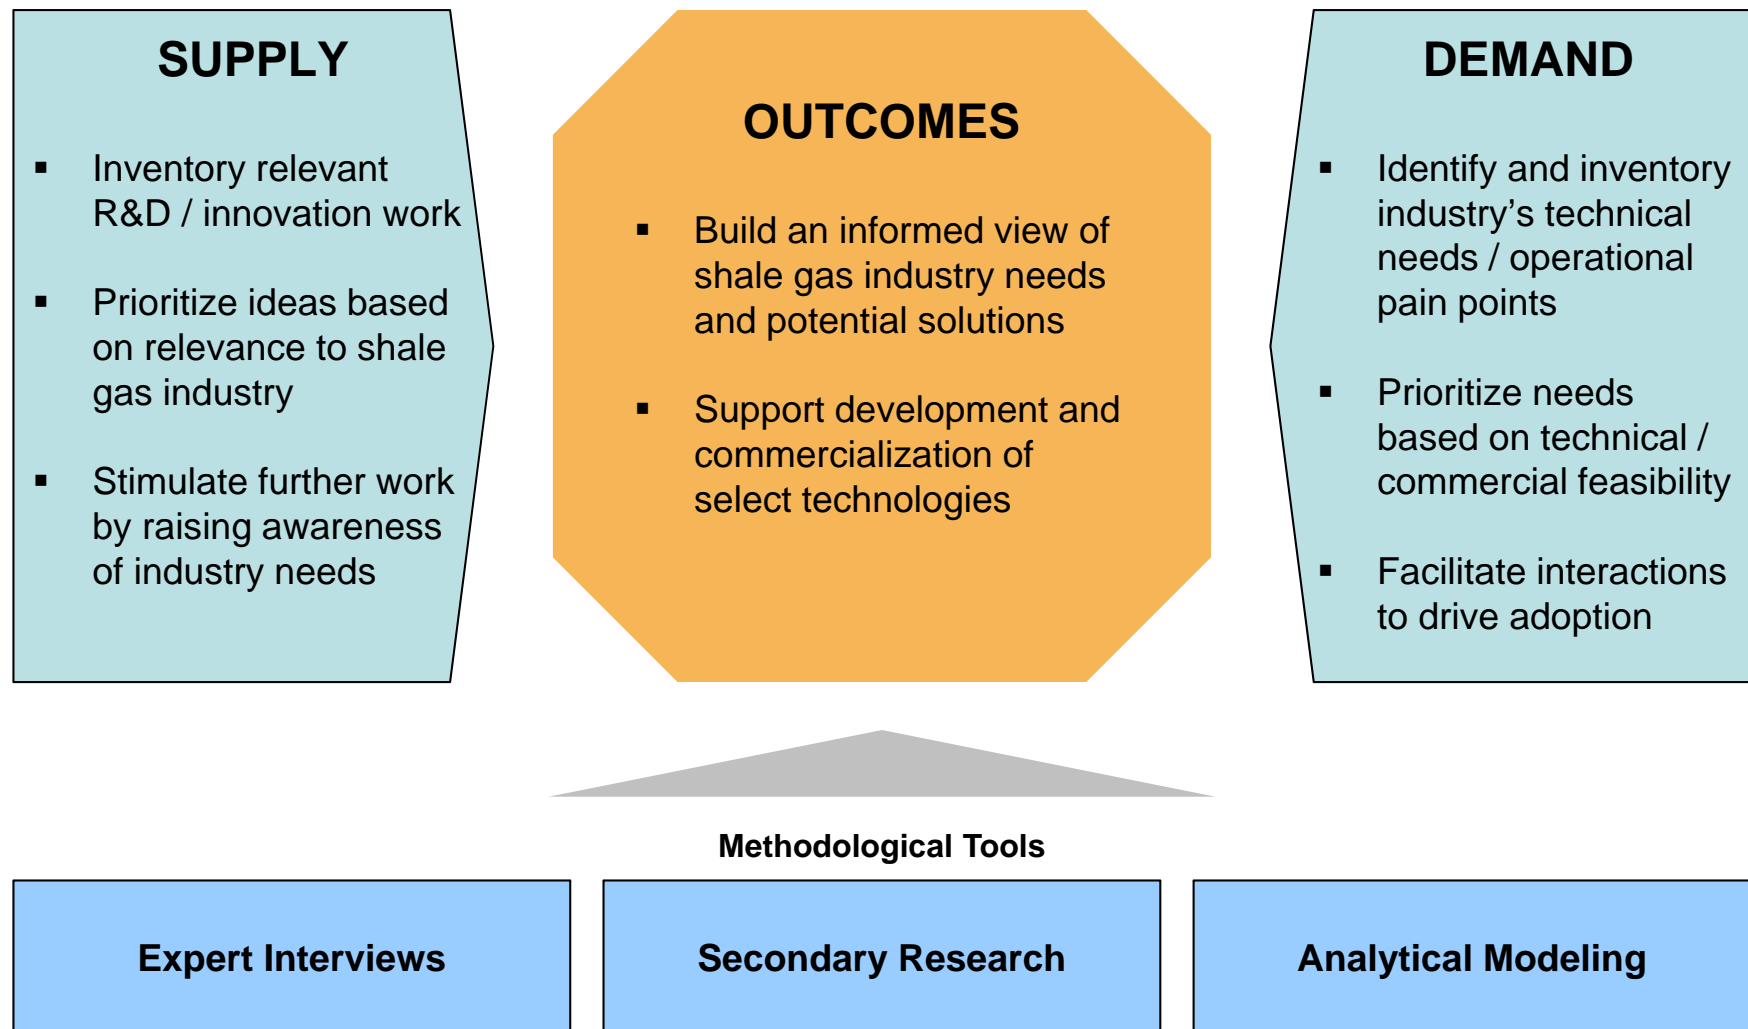 SUPPLY
▪ Inventory relevant
R&D / innovation work
▪ Prioritize ideas based
on relevance to shale
gas industry
▪ Stimulate further work
by raising awareness
of industry needs
OUTCOMES
▪ Build an informed view of
shale gas industry needs
and potential solutions
▪ Support development and
commercialization of
select technologies
DEMAND
▪ Identify and inventory
industry’s technical
needs / operational
pain points
▪ Prioritize needs
based on technical /
commercial feasibility
▪ Facilitate interactions
to drive adoption
Methodological Tools
Expert Interviews
Secondary Research
Analytical Modeling